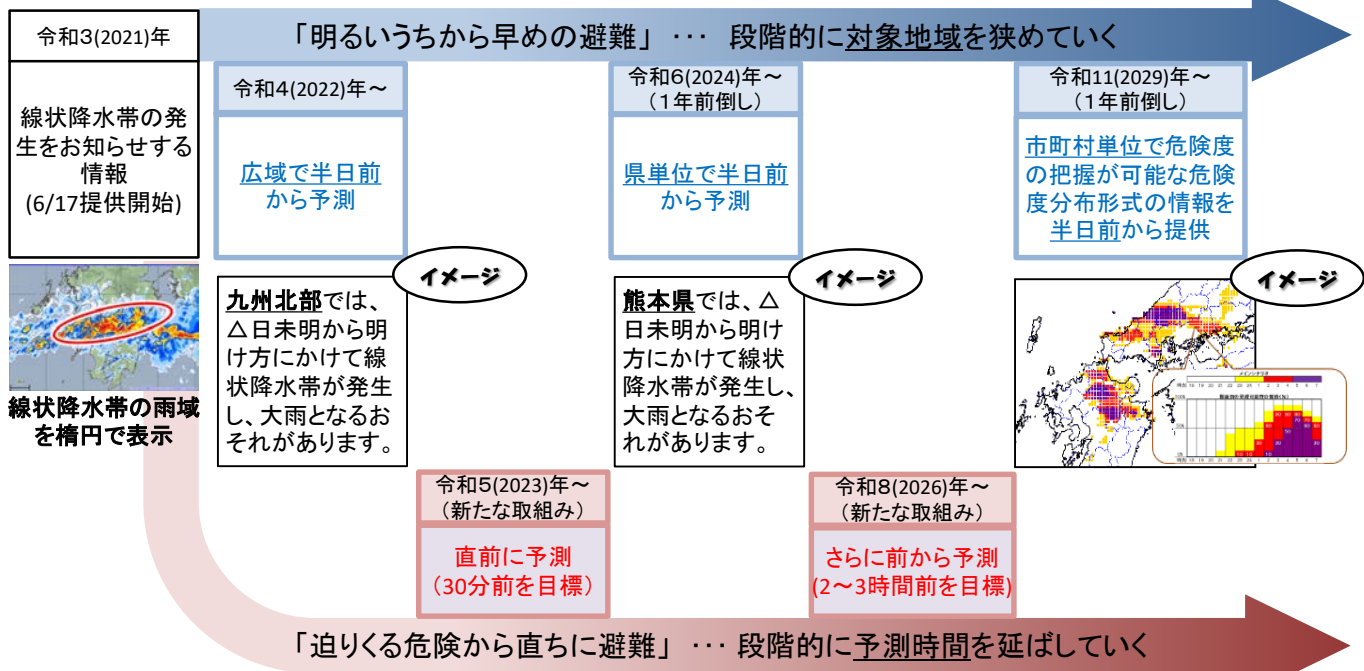 令和3(2021)年
「明るいうちから早めの避難」 ･･･ 段階的に対象地域を狭めていく
線状降水帯の発
生をお知らせする
情報
(6/17提供開始)
線状降水帯の雨域
を楕円で表示
令和4(2022)年～
広域で半日前
から予測
イメージ
九州北部では、
△日未明から明
け方にかけて線
状降水帯が発生
し、大雨となるお
それがあります。
令和6(2024)年～
(1年前倒し)
県単位で半日前
から予測
イメージ
熊本県では、△
日未明から明け
方にかけて線状
降水帯が発生し、
大雨となるおそ
れがあります。
令和11(2029)年～
(1年前倒し)
市町村単位で危険度
の把握が可能な危険
度分布形式の情報を
半日前から提供
イメージ
メインシナリオ
令和5(2023)年～
(新たな取組み)
直前に予測
(30分前を目標)
令和8(2026)年～
(新たな取組み)
さらに前から予測
(2～3時間前を目標)
「迫りくる危険から直ちに避難」 ･･･ 段階的に予測時間を延ばしていく